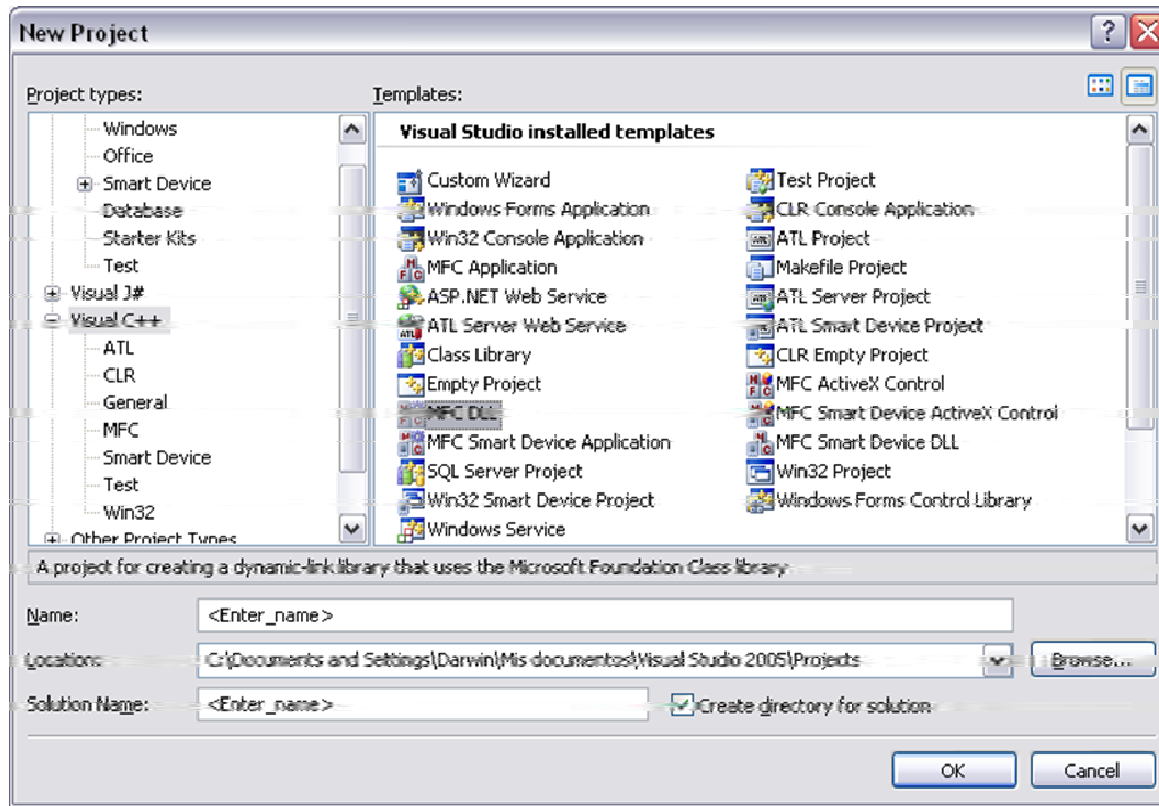 New Project
Project types:
Templates:
Windows
Office
Smart Device
Database
Starter Kits
Test
Visual J#
Visual C++
ATL
CLR
General
MFC
Smart Device
Test
Win32
Other Project Types
Visual Studio installed templates
Custom Wizard
Test Project
Windows Forms Application
CLR Console Application
Win32 Console Application
ATL Project
MFC Application
Makefile Project
ASP.NET Web Service
ATL Server Project
ATL Server Web Service
ATL Smart Device Project
Class Library
CLR Empty Project
Empty Project
MFC ActiveX Control
MFC DLL
MFC Smart Device ActiveX Control
MFC Smart Device Application
MFC Smart Device DLL
SQL Server Project
Win32 Project
Win32 Smart Device Project
Windows Forms Control Library
Windows Service
A project for creating a dynamic-link library that uses the Microsoft Foundation Class library
Name:
<Enter_name>
Location:
C:\Documents and Settings\Darwin\Mis documentos\Visual Studio 2005\Projects
Browse...
Solution Name:
<Enter_name>
Create directory for solution
OK
Cancel